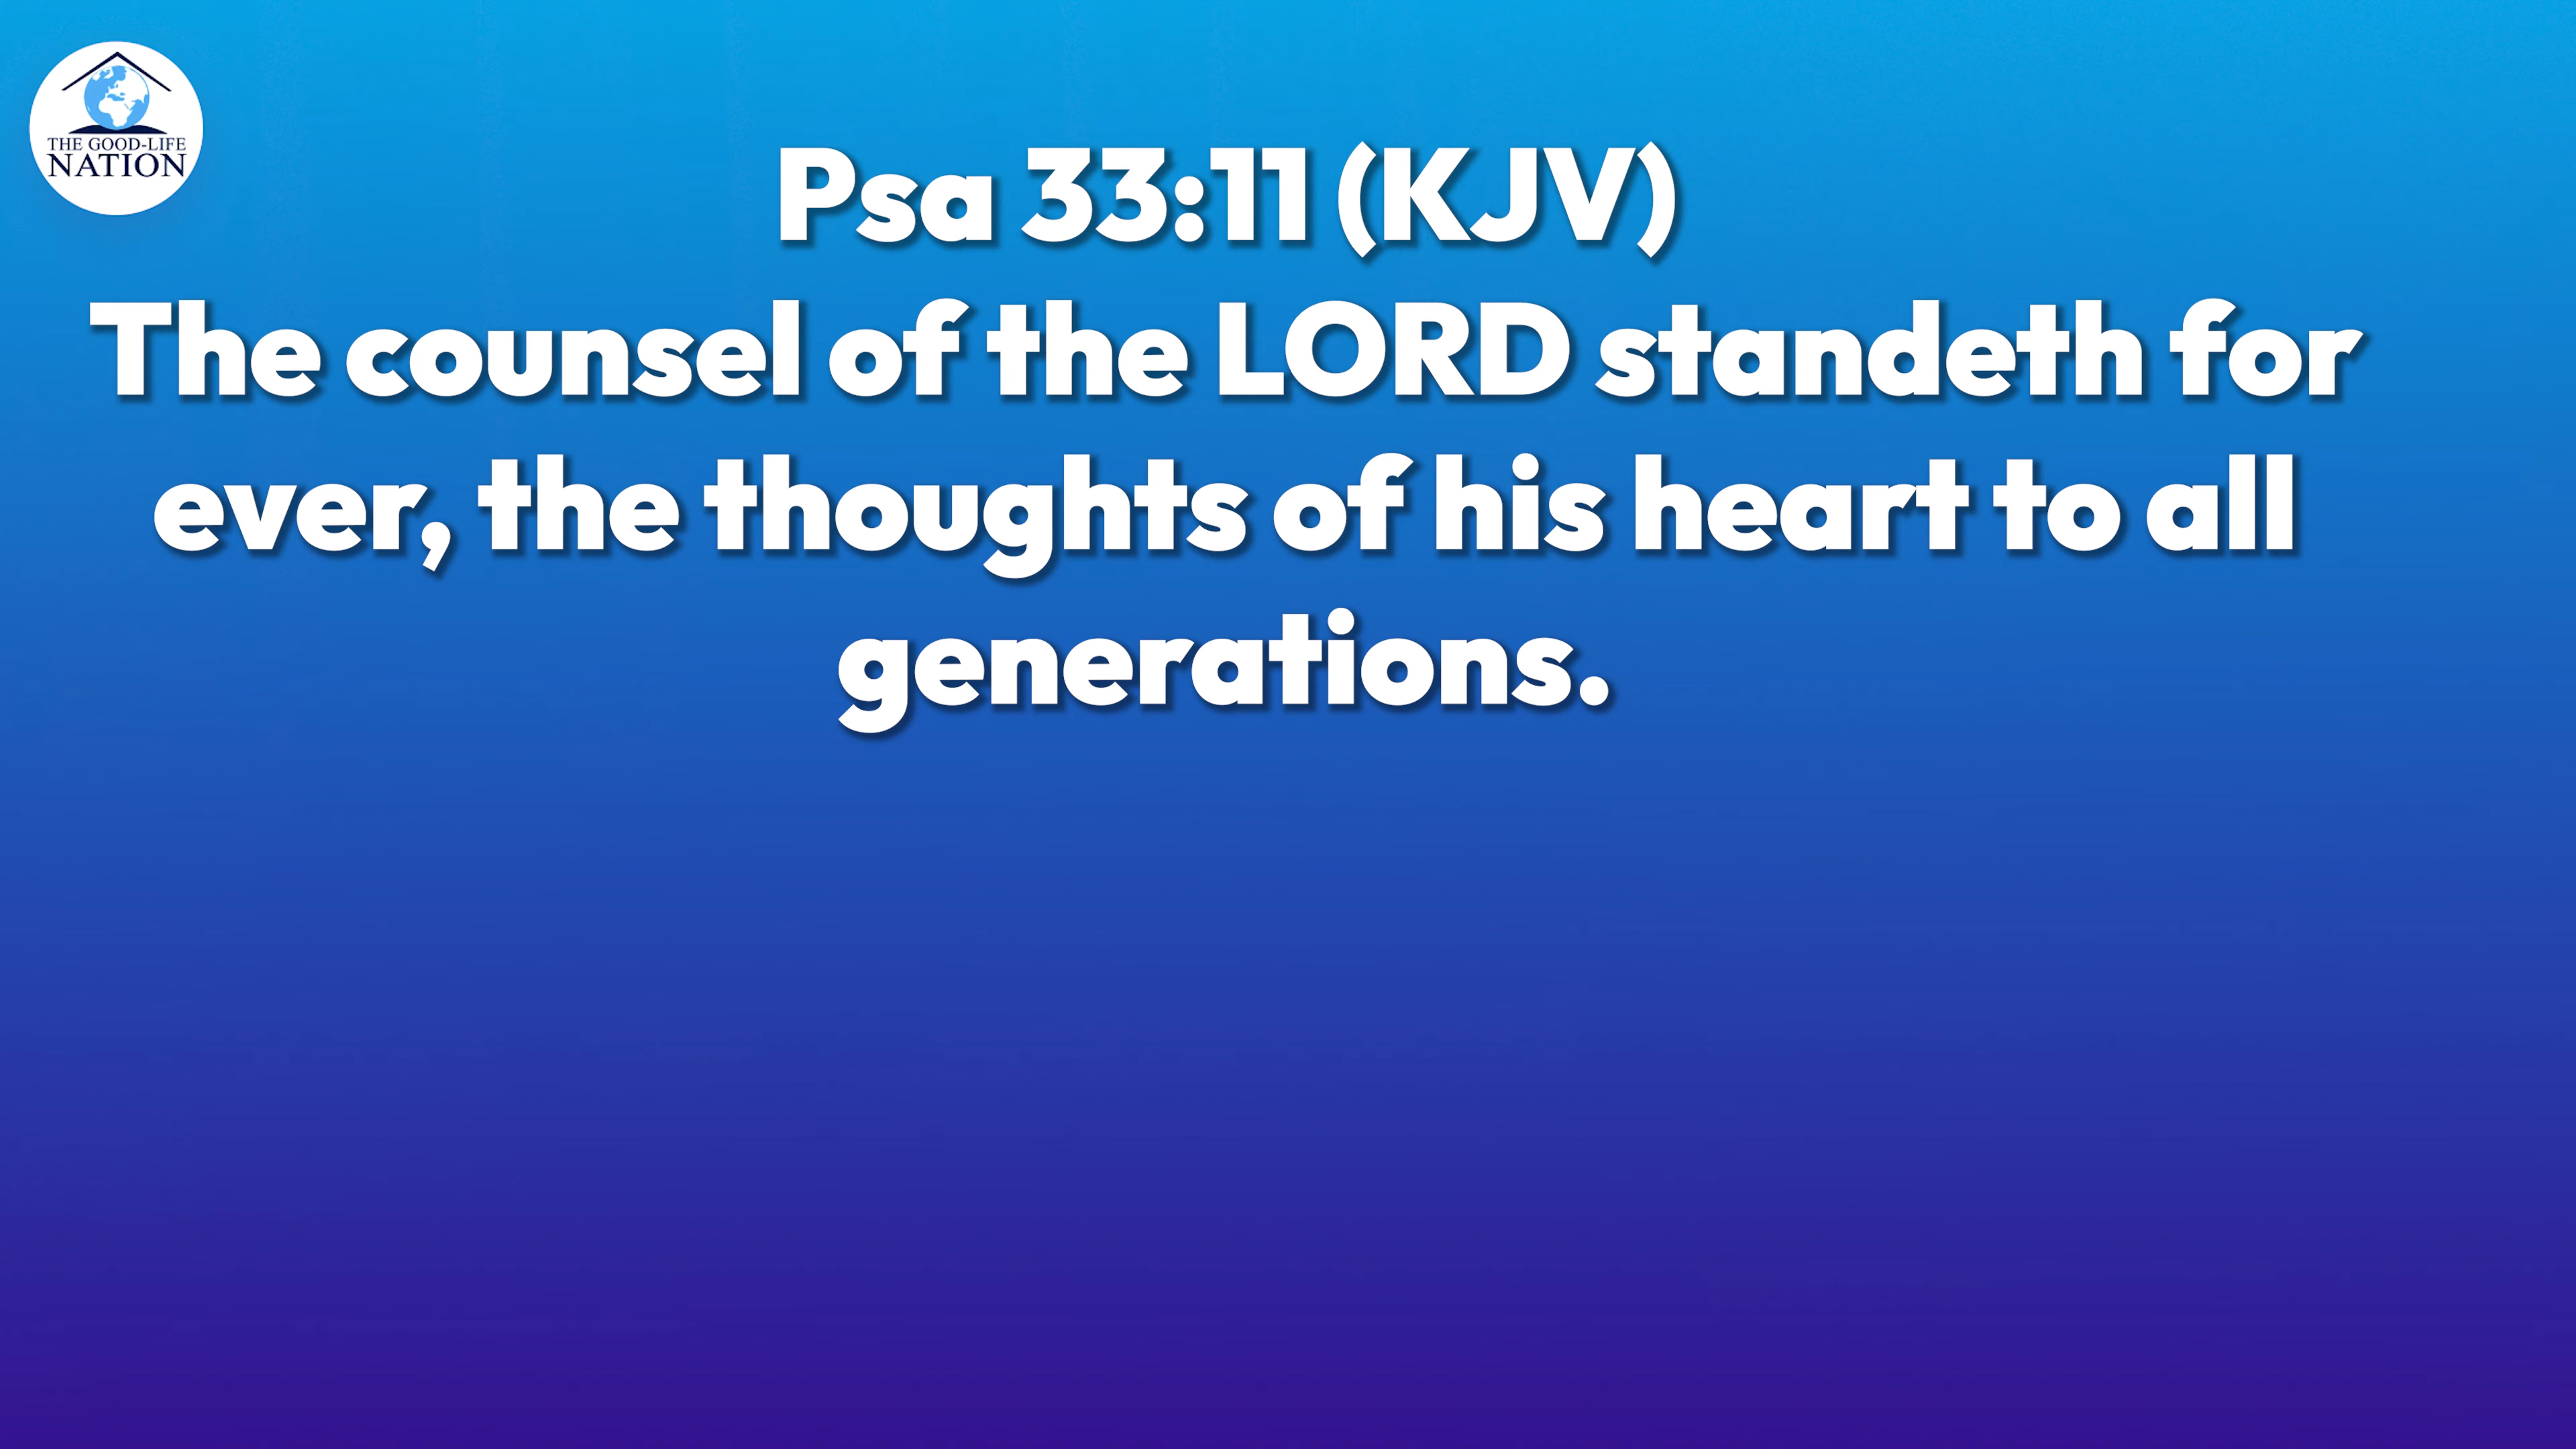 THE GOOD-LIFE
NATION
Psa 33:11 (KJV)
The counsel of the LORD standeth for
ever, the thoughts of his heart to all
generations.